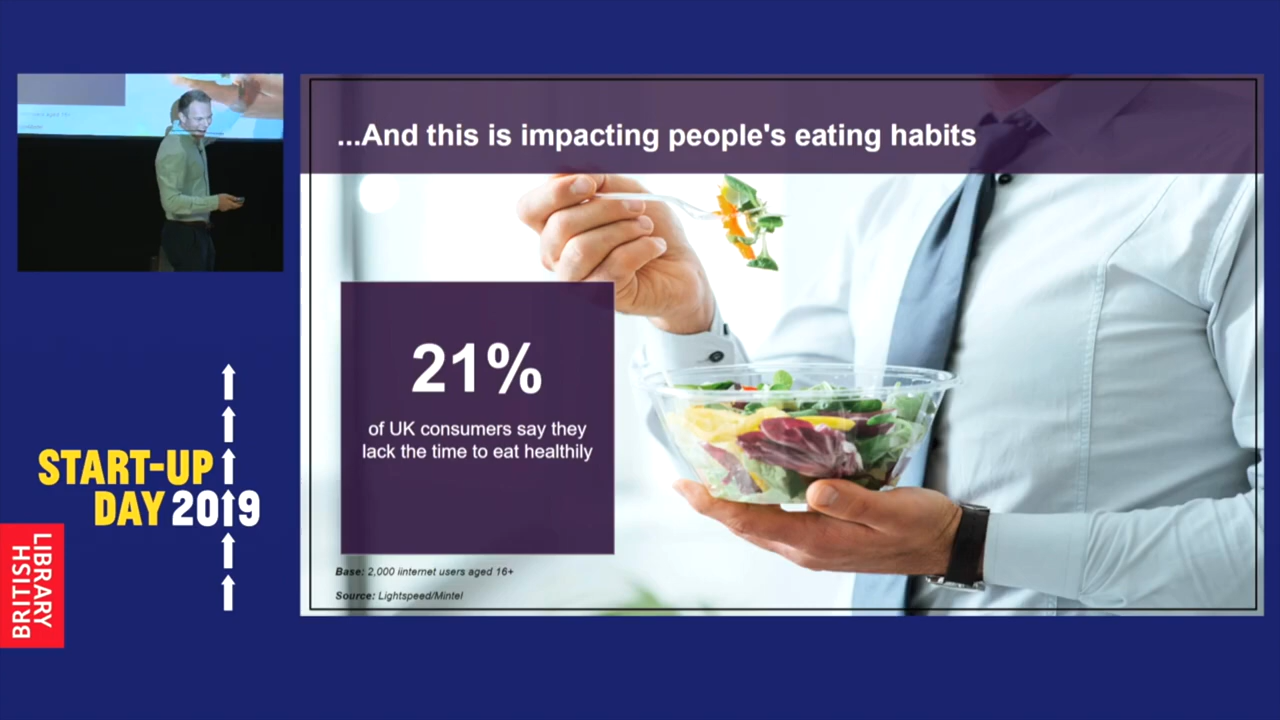 ...And this is impacting people's eating habits
21%
of UK consumers say they
lack the time to eat healthily
Base: 2,000 iinternet users aged 16+
Source: Lightspeed/Mintel
START-UP
DAY 2019
LIBRARY
BRITISH